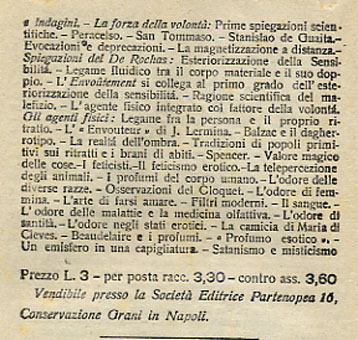 e indagini. – La forza della volontà: Prime spiegazioni scien-
tifiche. – Peracelso. – San Tommaso. – Stanislao de Guaita.–
Evocazioni e deprecazioni. – La magnetizzazione a distanza.–
Spiegazioni del De Rochas: Esteriorizzazione della Sensi-
bilità. – Legame fluidico tra il corpo materiale e il suo dop-
pio. – L' Envoûtement si collega al primo grado dell' este-
riorizzazione della sensibilità. – Ragione scientifica del ma-
lefizio. – L' agente fisico integrato col fattore della volontà.
Gli agenti fisici: Legame fra la persona e il proprio ri-
tratto. – L' « Envouteur » di J. Lermina. – Balzac e il dagher-
rotipo. – La realtà dell'ombra. – Tradizioni di popoli primi-
tivi sui ritratti e i brani di abiti. – Spencer. – Valore magico
delle cose.–I feticisti.–Il feticismo erotico.–La telepercezione
degli animali. – i profumi del corpo umano.–L'odore delle
diverse razze. – Osservazioni del Cloquet.– L'odore di fem-
mina. – L'arte di farsi amare. – Filtri moderni. – Il sangue.–
L' odore delle malattie e la medicina olfattiva. – L'odore di
santità. – L'odore negli stati erotici. – La camicia di Maria di
Cleves. – Beaudelaire e i profumi. – « Profumo esotico ».–
Un emisfero in una capigliatura. – Satanismo e misticismo
Prezzo L. 3 – per posta racc. 3,30 – contro ass. 3,60
Vendibile presso la Società Editrice Partenopea 16,
Conservazione Grani in Napoli.